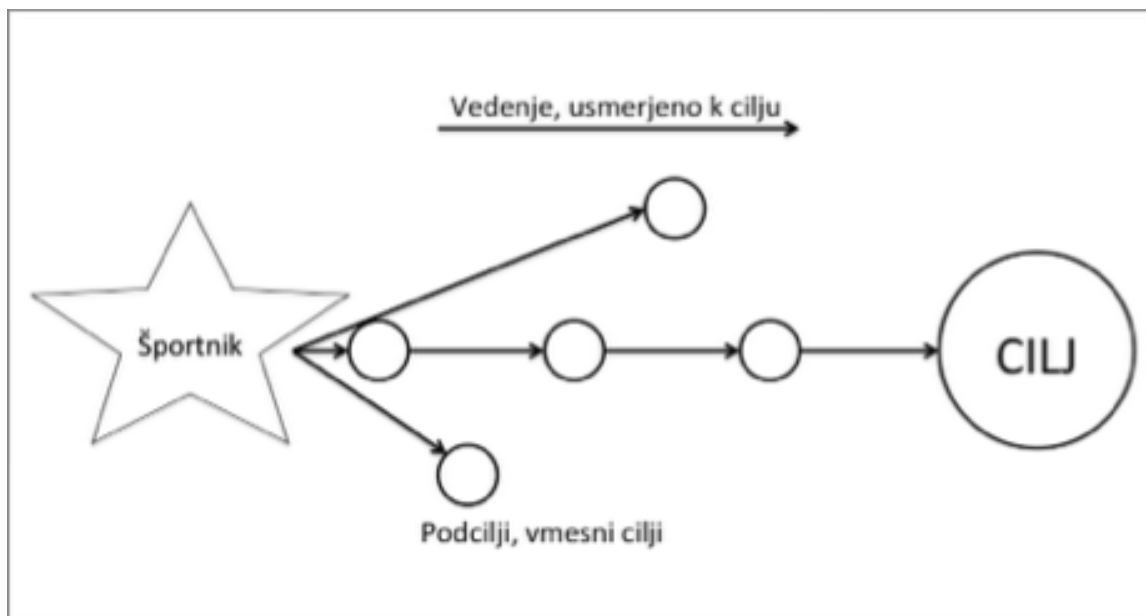 Vedenje, usmerjeno k cilju
Športnik
CILJ
Podcilji, vmesni cilji